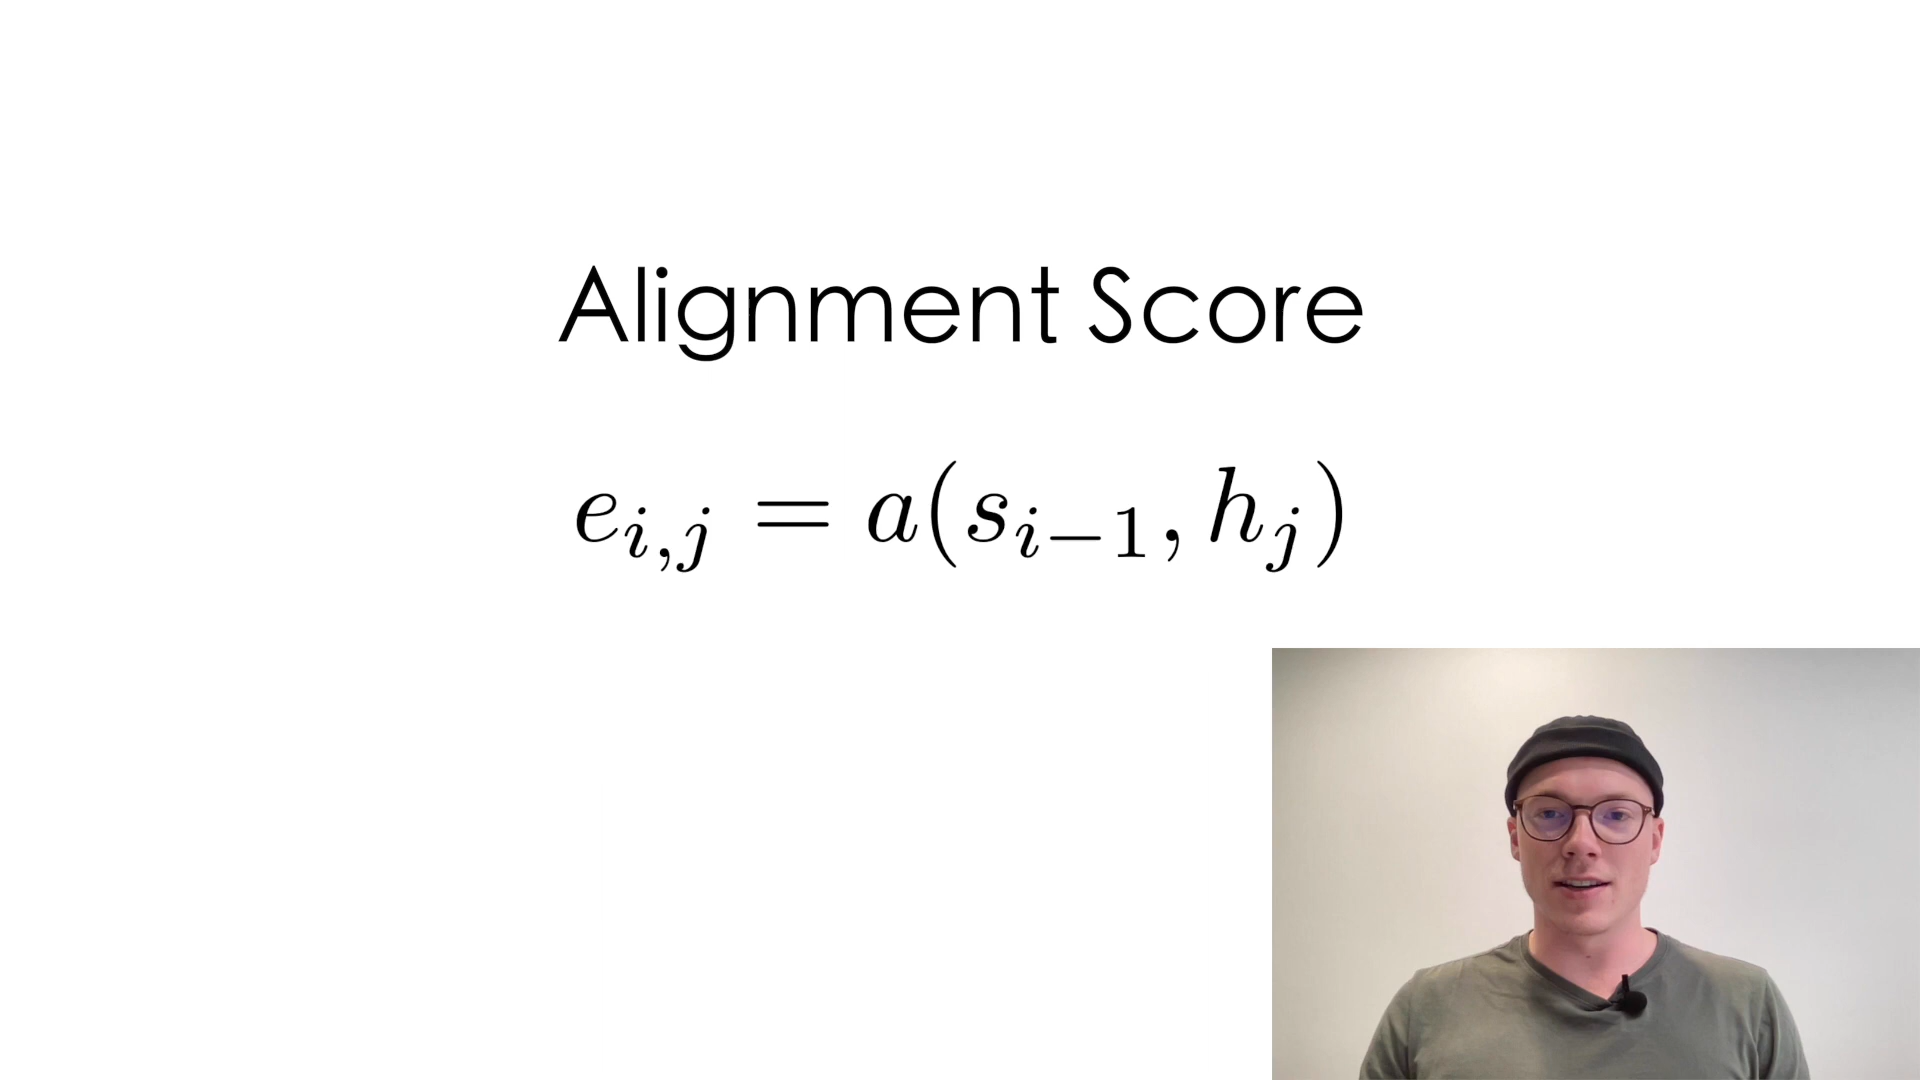 Alignment Score
e_{i,j} = a(s_{i-1}, h_j)